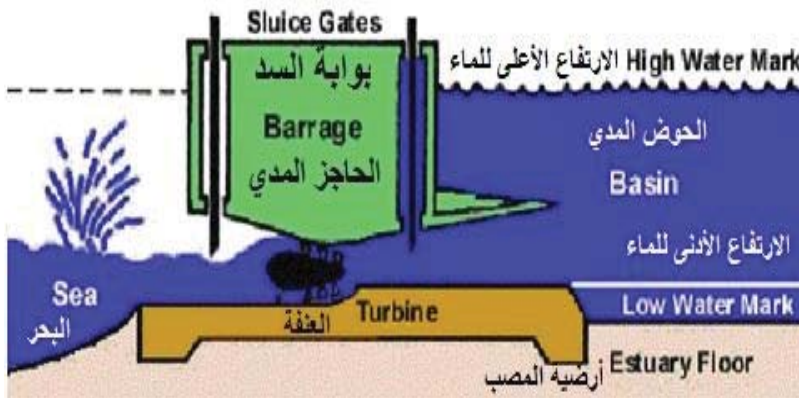 Sluice Gates
بوابة السد
الارتفاع الأعلى للماء High Water Mark
Barrage
الحاجز المدي
الحوض المدي
Basin
الارتفاع الأدنى للماء
Sea
البحر
العنفة
Turbine
Low Water Mark
أرضية المصب
Estuary Floor